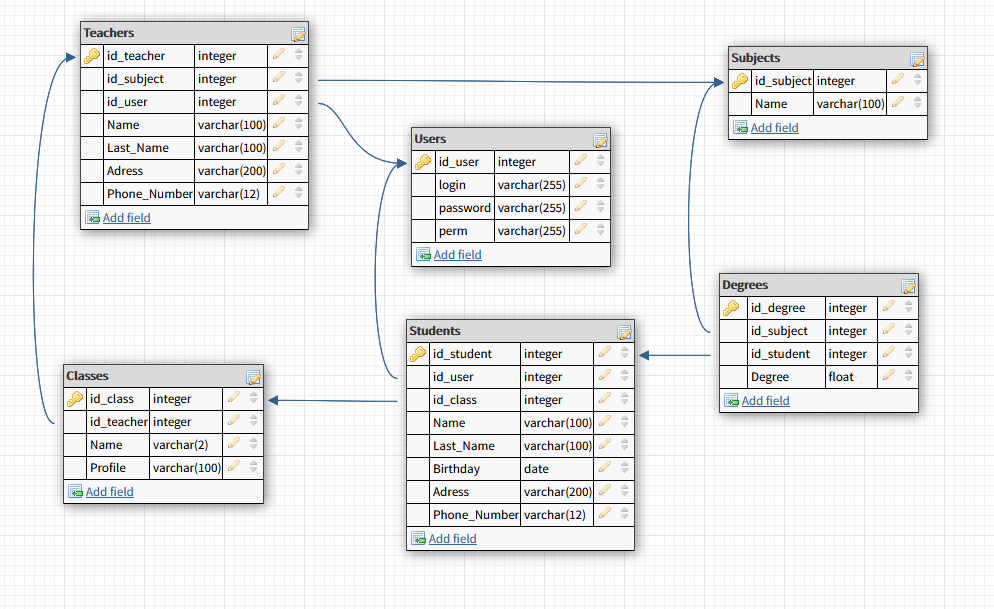 Teachers
id_teacher integer
id_subject integer
id_user integer
Name varchar(100)
Last_Name varchar(100)
Adress varchar(200)
Phone_Number varchar(12)
Add field
Subjects
id_subject integer
Name varchar(100)
Add field
Users
id_user integer
login varchar(255)
password varchar(255)
perm varchar(255)
Add field
Degrees
id_degree integer
id_subject integer
id_student integer
Degree float
Add field
Students
id_student integer
id_user integer
id_class integer
Name varchar(100)
Last_Name varchar(100)
Birthday date
Adress varchar(200)
Phone_Number varchar(12)
Add field
Classes
id_class integer
id_teacher integer
Name varchar(2)
Profile varchar(100)
Add field